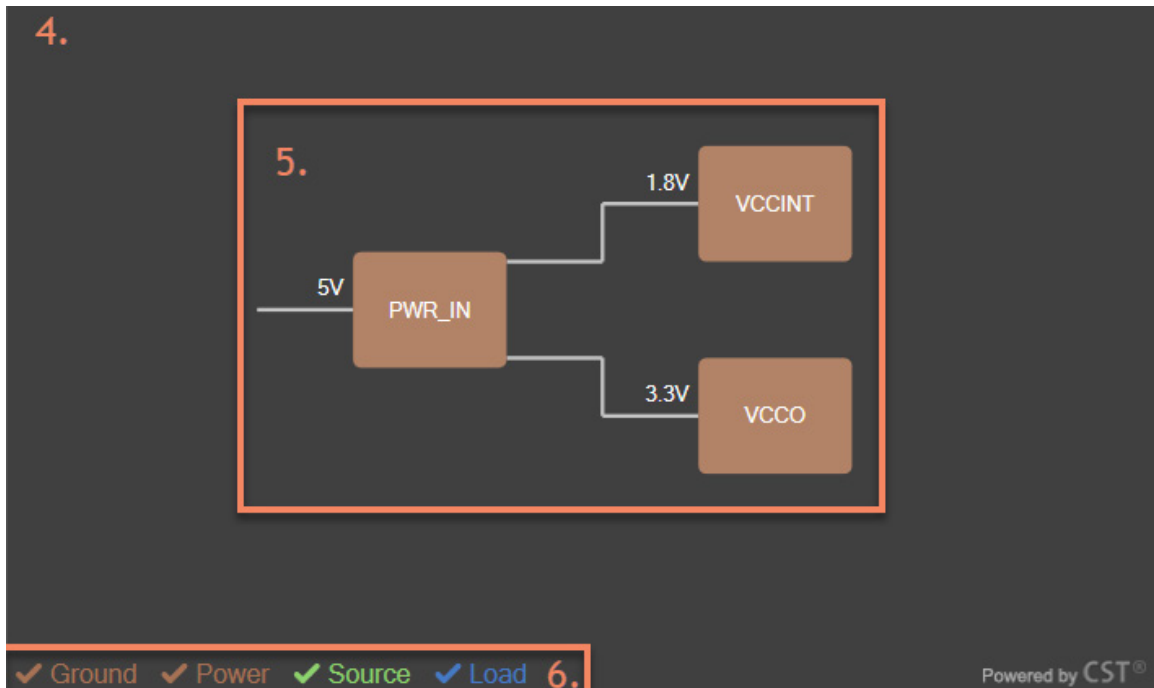 4.
5.
1.8V
VCCINT
5V
PWR_IN
3.3V
VCCO
Ground Power Source Load 6.
Powered by CST®